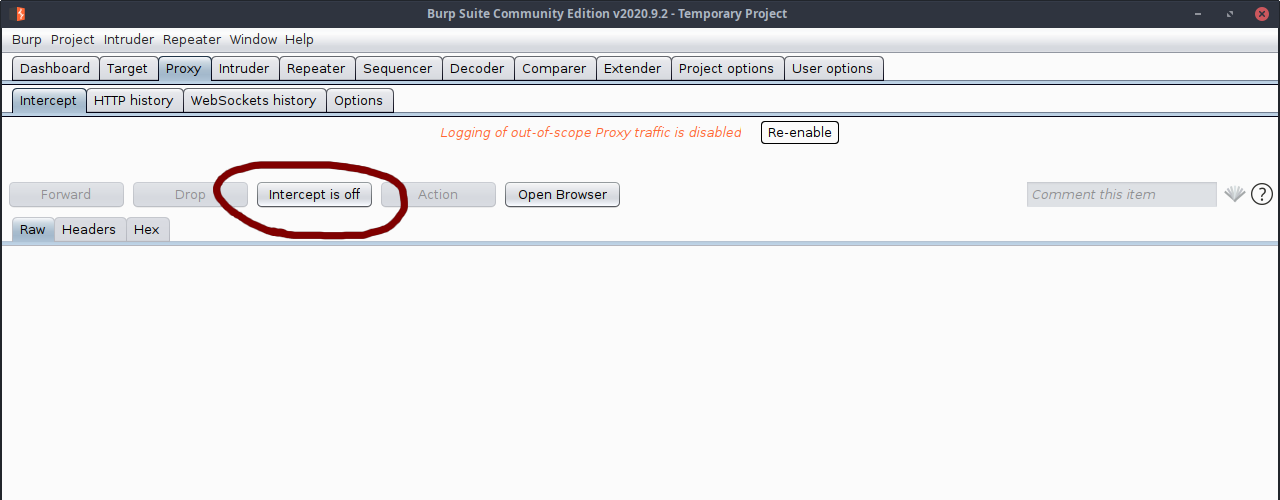 Burp Suite Community Edition v2020.9.2 - Temporary Project
Burp Project Intruder Repeater Window Help
Dashboard Target Proxy Intruder Repeater Sequencer Decoder Comparer Extender Project options User options
Intercept HTTP history WebSockets history Options
Logging of out-of-scope Proxy traffic is disabled Re-enable
Forward Drop Intercept is off Action Open Browser Comment this item ?
Raw Headers Hex